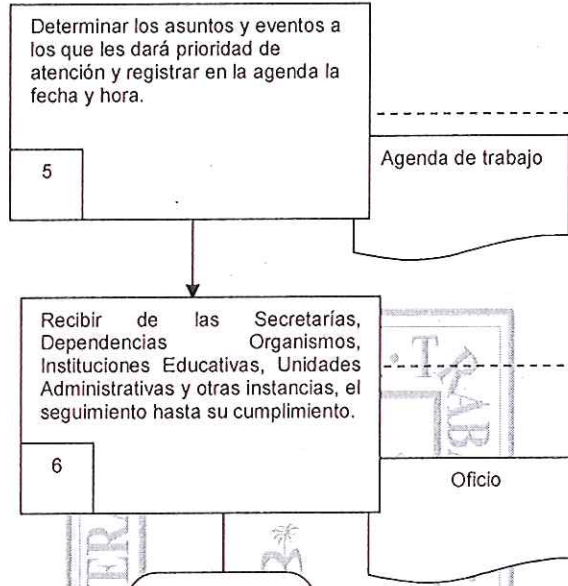 Determinar los asuntos y eventos a
los que les dará prioridad de
atención y registrar en la agenda la
fecha y hora.
5
Agenda de trabajo
Recibir de las Secretarías,
Dependencias Organismos,
Instituciones Educativas, Unidades
Administrativas y otras instancias, el
seguimiento hasta su cumplimiento.
6
Oficio